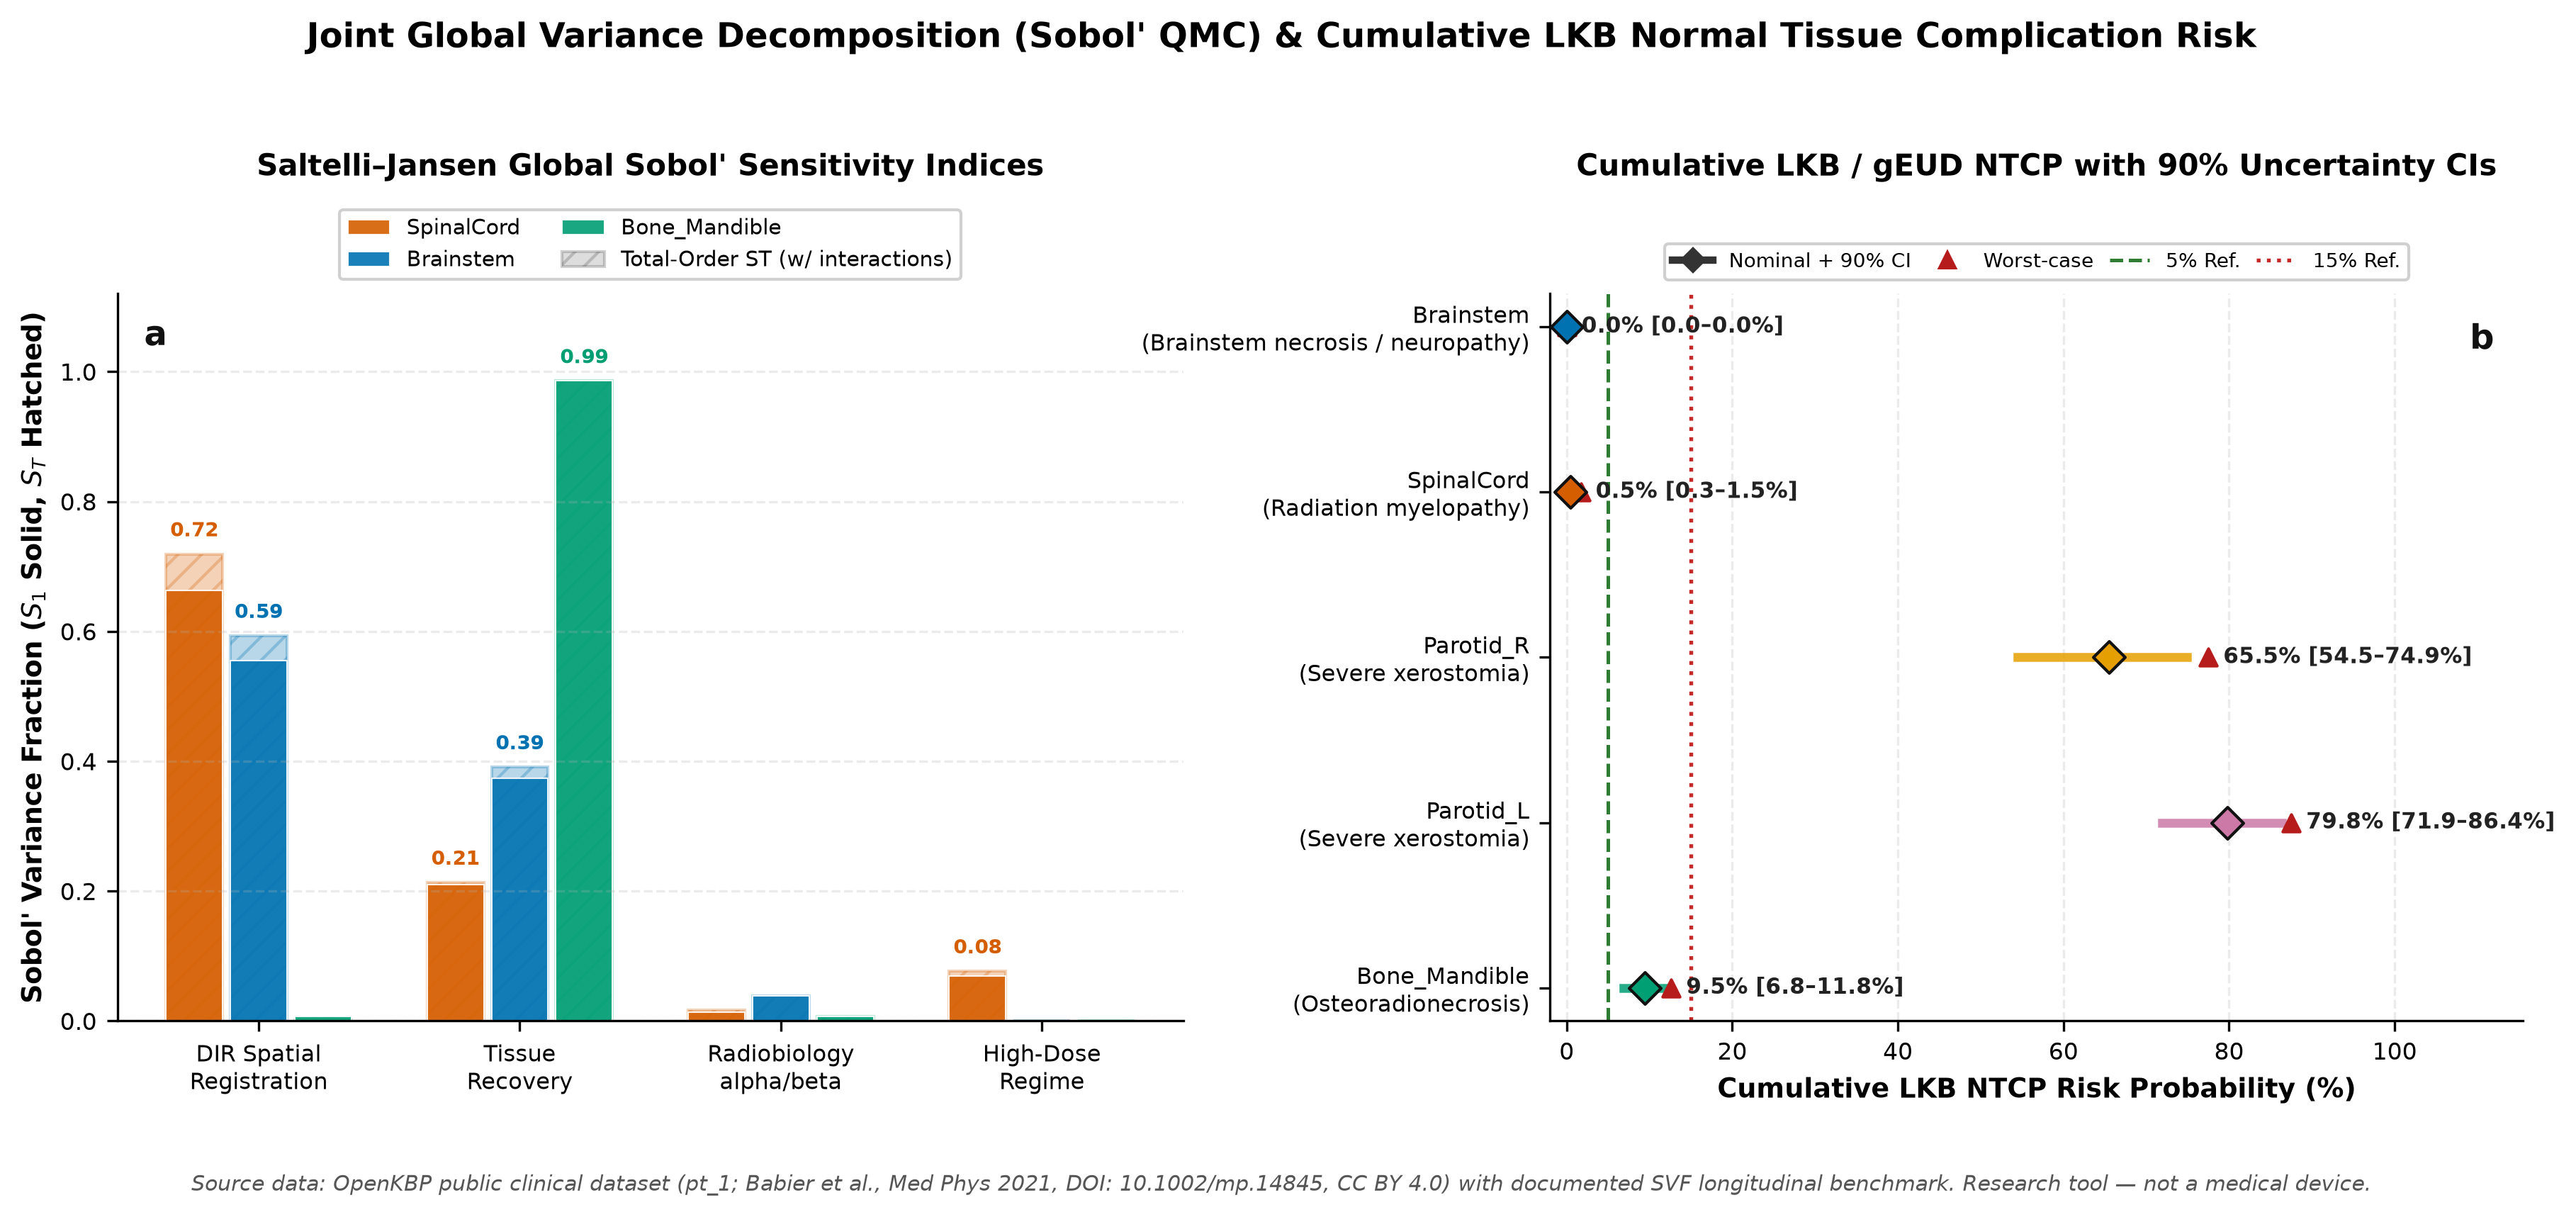 Joint Global Variance Decomposition (Sobol' QMC) & Cumulative LKB Normal Tissue Complication Risk
Saltelli–Jansen Global Sobol' Sensitivity Indices
SpinalCord
Brainstem
Bone_Mandible
Total-Order ST (w/ interactions)
a
Sobol' Variance Fraction (S₁ Solid, S_T Hatched)
1.0
0.8
0.6
0.4
0.2
0.0
0.72
0.59
0.21
0.39
0.99
0.08
DIR Spatial
Registration
Tissue
Recovery
Radiobiology
alpha/beta
High-Dose
Regime
Cumulative LKB / gEUD NTCP with 90% Uncertainty CIs
Nominal + 90% CI
Worst-case
5% Ref.
15% Ref.
b
Brainstem
(Brainstem necrosis / neuropathy)
0.0% [0.0–0.0%]
SpinalCord
(Radiation myelopathy)
0.5% [0.3–1.5%]
Parotid_R
(Severe xerostomia)
65.5% [54.5–74.9%]
Parotid_L
(Severe xerostomia)
79.8% [71.9–86.4%]
Bone_Mandible
(Osteoradionecrosis)
9.5% [6.8–11.8%]
0 20 40 60 80 100
Cumulative LKB NTCP Risk Probability (%)
Source data: OpenKBP public clinical dataset (pt_1; Babier et al., Med Phys 2021, DOI: 10.1002/mp.14845, CC BY 4.0) with documented SVF longitudinal benchmark. Research tool — not a medical device.